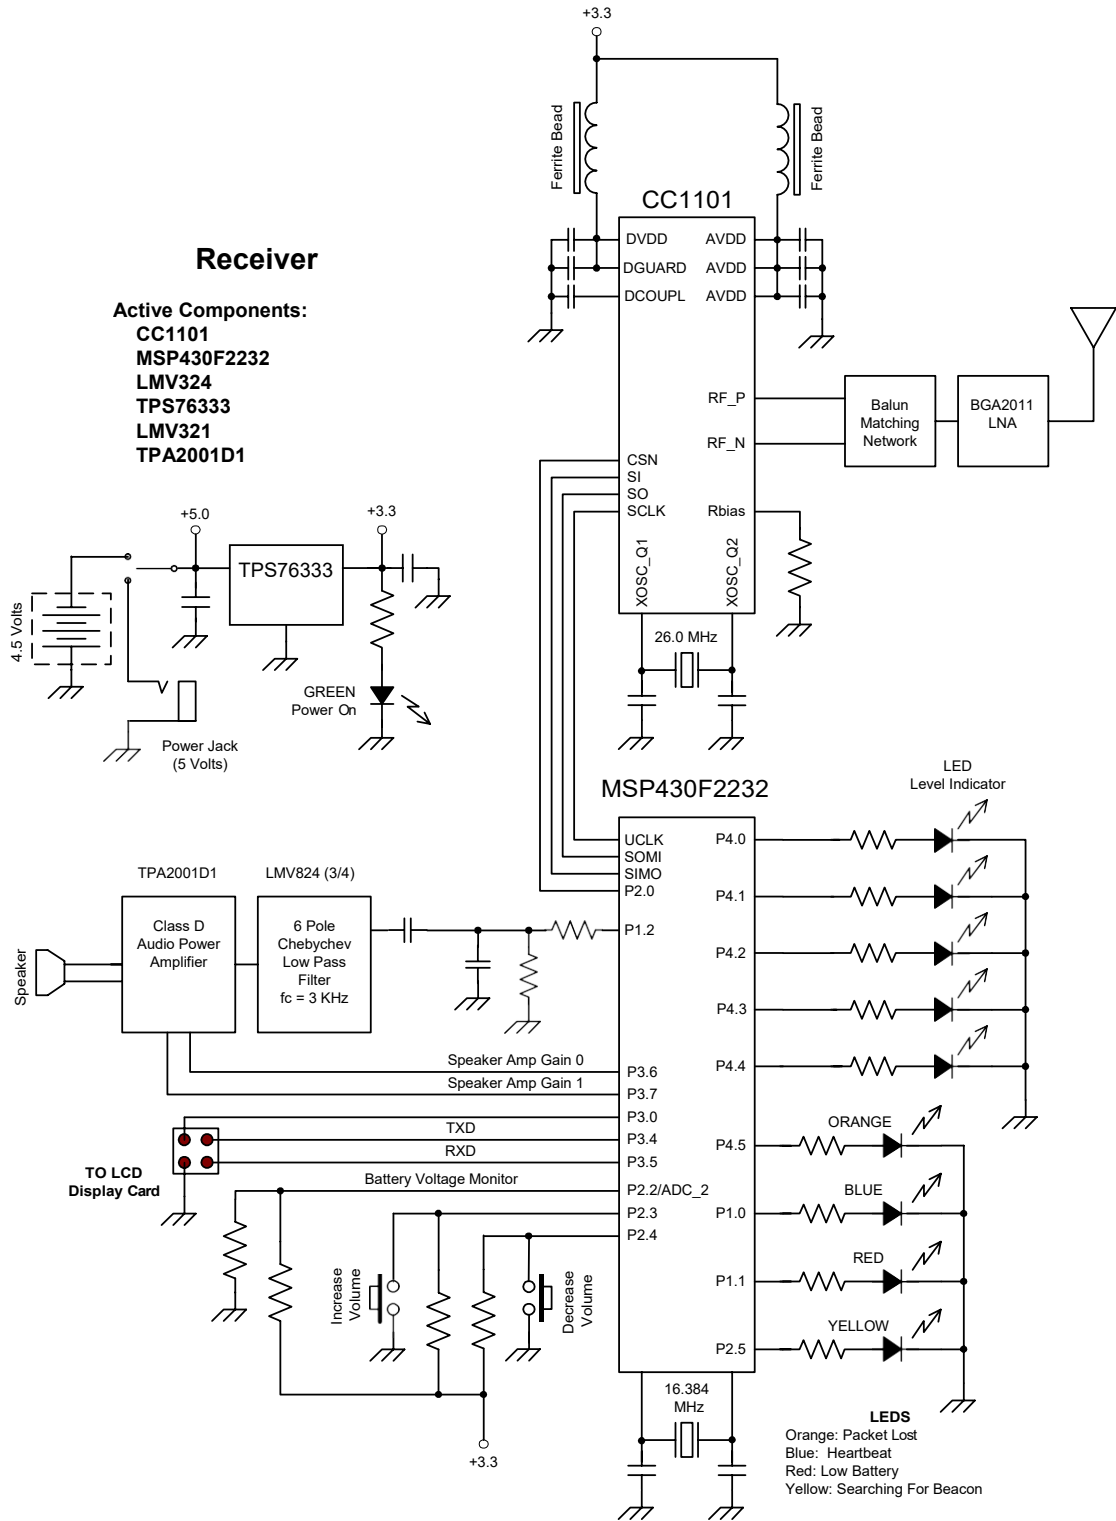 +3.3
Ferrite Bead
Ferrite Bead
CC1101
DVDD
AVDD
DGUARD
AVDD
DCOUPL
AVDD
Receiver
Active Components:
CC1101
MSP430F2232
LMV324
TPS76333
LMV321
TPA2001D1
RF_P
RF_N
Balun
Matching
Network
BGA2011
LNA
CSN
SI
SO
SCLK
Rbias
XOSC_Q1
XOSC_Q2
26.0 MHz
+5.0
+3.3
TPS76333
4.5 Volts
GREEN
Power On
Power Jack
(5 Volts)
MSP430F2232
LED
Level Indicator
UCLK
SOMI
SIMO
P2.0
P1.2
P4.0
P4.1
P4.2
P4.3
P4.4
TPA2001D1
LMV824 (3/4)
Speaker
Class D
Audio Power
Amplifier
6 Pole
Chebychev
Low Pass
Filter
fc = 3 KHz
Speaker Amp Gain 0
P3.6
Speaker Amp Gain 1
P3.7
P3.0
TXD
P3.4
RXD
P3.5
TO LCD
Display Card
Battery Voltage Monitor
P2.2/ADC_2
P2.3
P2.4
P4.5
ORANGE
P1.0
BLUE
P1.1
RED
P2.5
YELLOW
Increase
Volume
Decrease
Volume
+3.3
16.384
MHz
LEDS
Orange: Packet Lost
Blue: Heartbeat
Red: Low Battery
Yellow: Searching For Beacon